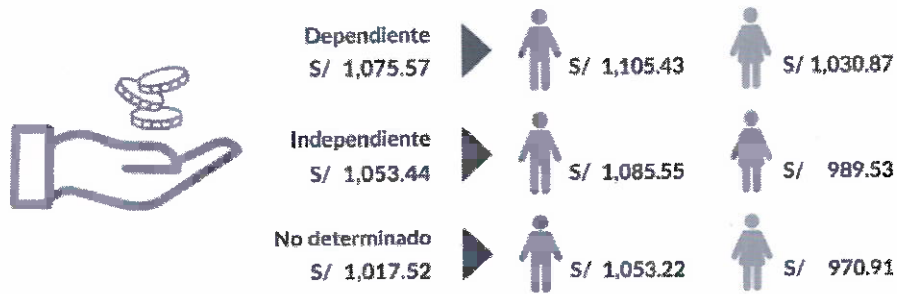 Dependiente
S/ 1,075.57
S/ 1,105.43
S/ 1,030.87
Independiente
S/ 1,053.44
S/ 1,085.55
S/ 989.53
No determinado
S/ 1,017.52
S/ 1,053.22
S/ 970.91